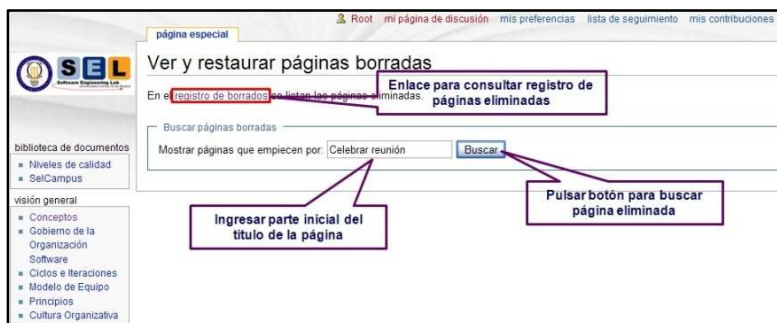 Root mi página de discusión mis preferencias lista de seguimiento mis contribuciones
página especial
SEL
Software Engineering Lab
Ver y restaurar páginas borradas
En el registro de borrados se listan las páginas eliminadas.
Enlace para consultar registro de
páginas eliminadas
Buscar páginas borradas
Mostrar páginas que empiecen por: Celebrar reunión Buscar
Ingresar parte inicial del
título de la página
Pulsar botón para buscar
página eliminada
biblioteca de documentos
Niveles de calidad
SelCampus
visión general
Conceptos
Gobierno de la
Organización
Software
Ciclos e Iteraciones
Modelo de Equipo
Principios
Cultura Organizativa